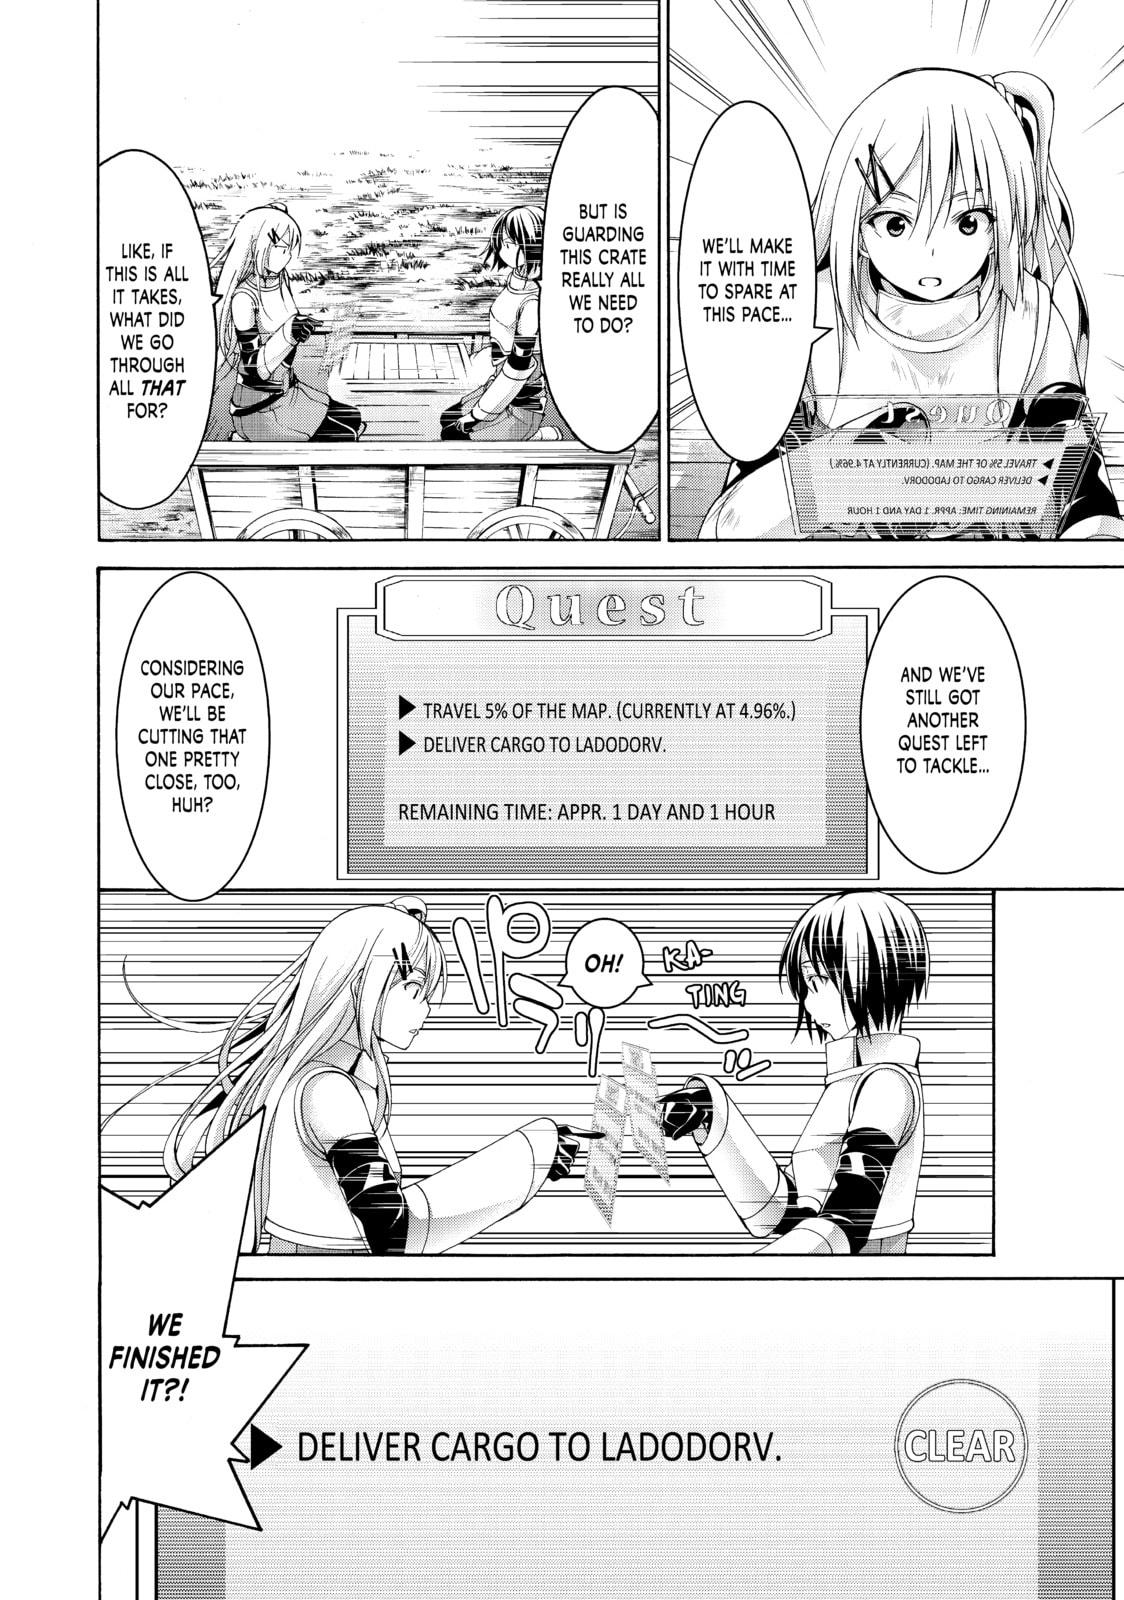 WE'LL MAKE
IT WITH TIME
TO SPARE AT
THIS PACE...
Quest
TRAVEL 5% OF THE MAP. (CURRENTLY AT 4.96%.)
DELIVER CARGO TO LADODORV.
REMAINING TIME: APPR. 1 DAY AND 1 HOUR
BUT IS
GUARDING
THIS CRATE
REALLY ALL
WE NEED
TO DO?
LIKE, IF
THIS IS ALL
IT TAKES,
WHAT DID
WE GO
THROUGH
ALL THAT
FOR?
AND WE'VE
STILL GOT
ANOTHER
QUEST LEFT
TO TACKLE...
Quest
▶ TRAVEL 5% OF THE MAP. (CURRENTLY AT 4.96%.)
▶ DELIVER CARGO TO LADODORV.
REMAINING TIME: APPR. 1 DAY AND 1 HOUR
CONSIDERING
OUR PACE,
WE'LL BE
CUTTING THAT
ONE PRETTY
CLOSE, TOO,
HUH?
KA-
TING
OH!
WE
FINISHED
IT?!
▶ DELIVER CARGO TO LADODORV.
CLEAR